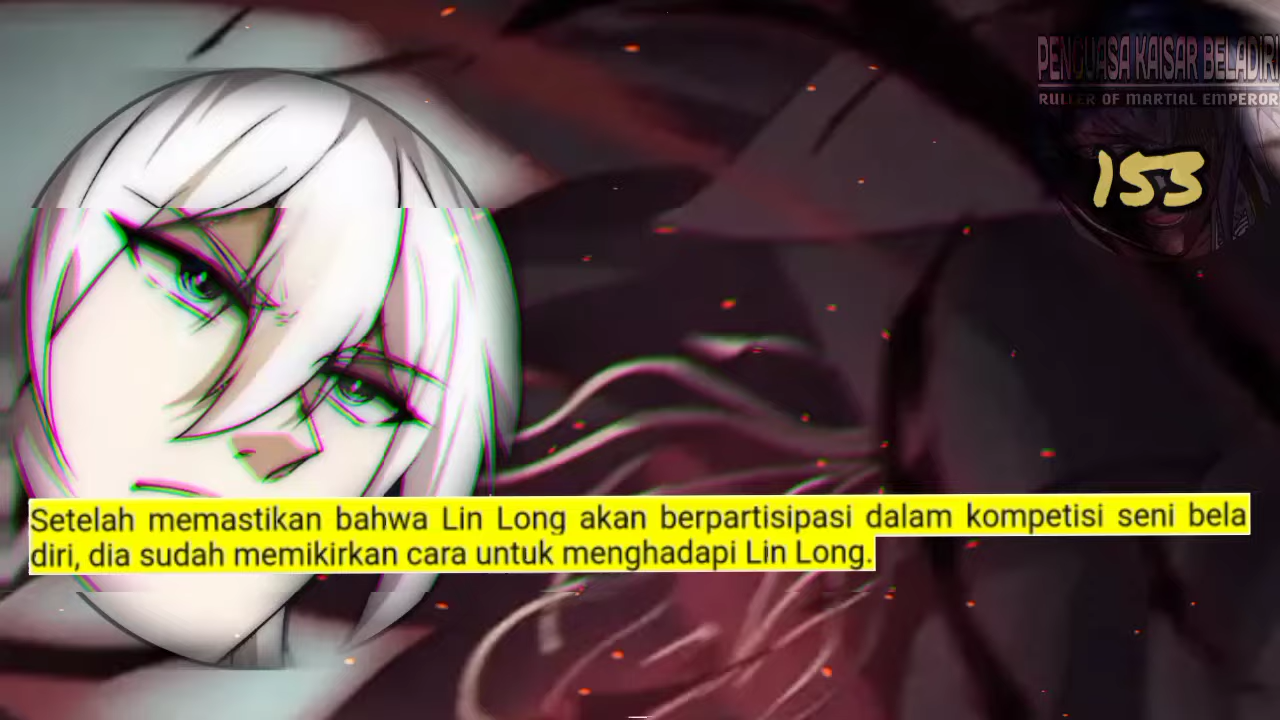 PENGUASA KAISAR BELADIRI
RULLER OF MARTIAL EMPEROR
153
Setelah memastikan bahwa Lin Long akan berpartisipasi dalam kompetisi seni bela
diri, dia sudah memikirkan cara untuk menghadapi Lin Long.